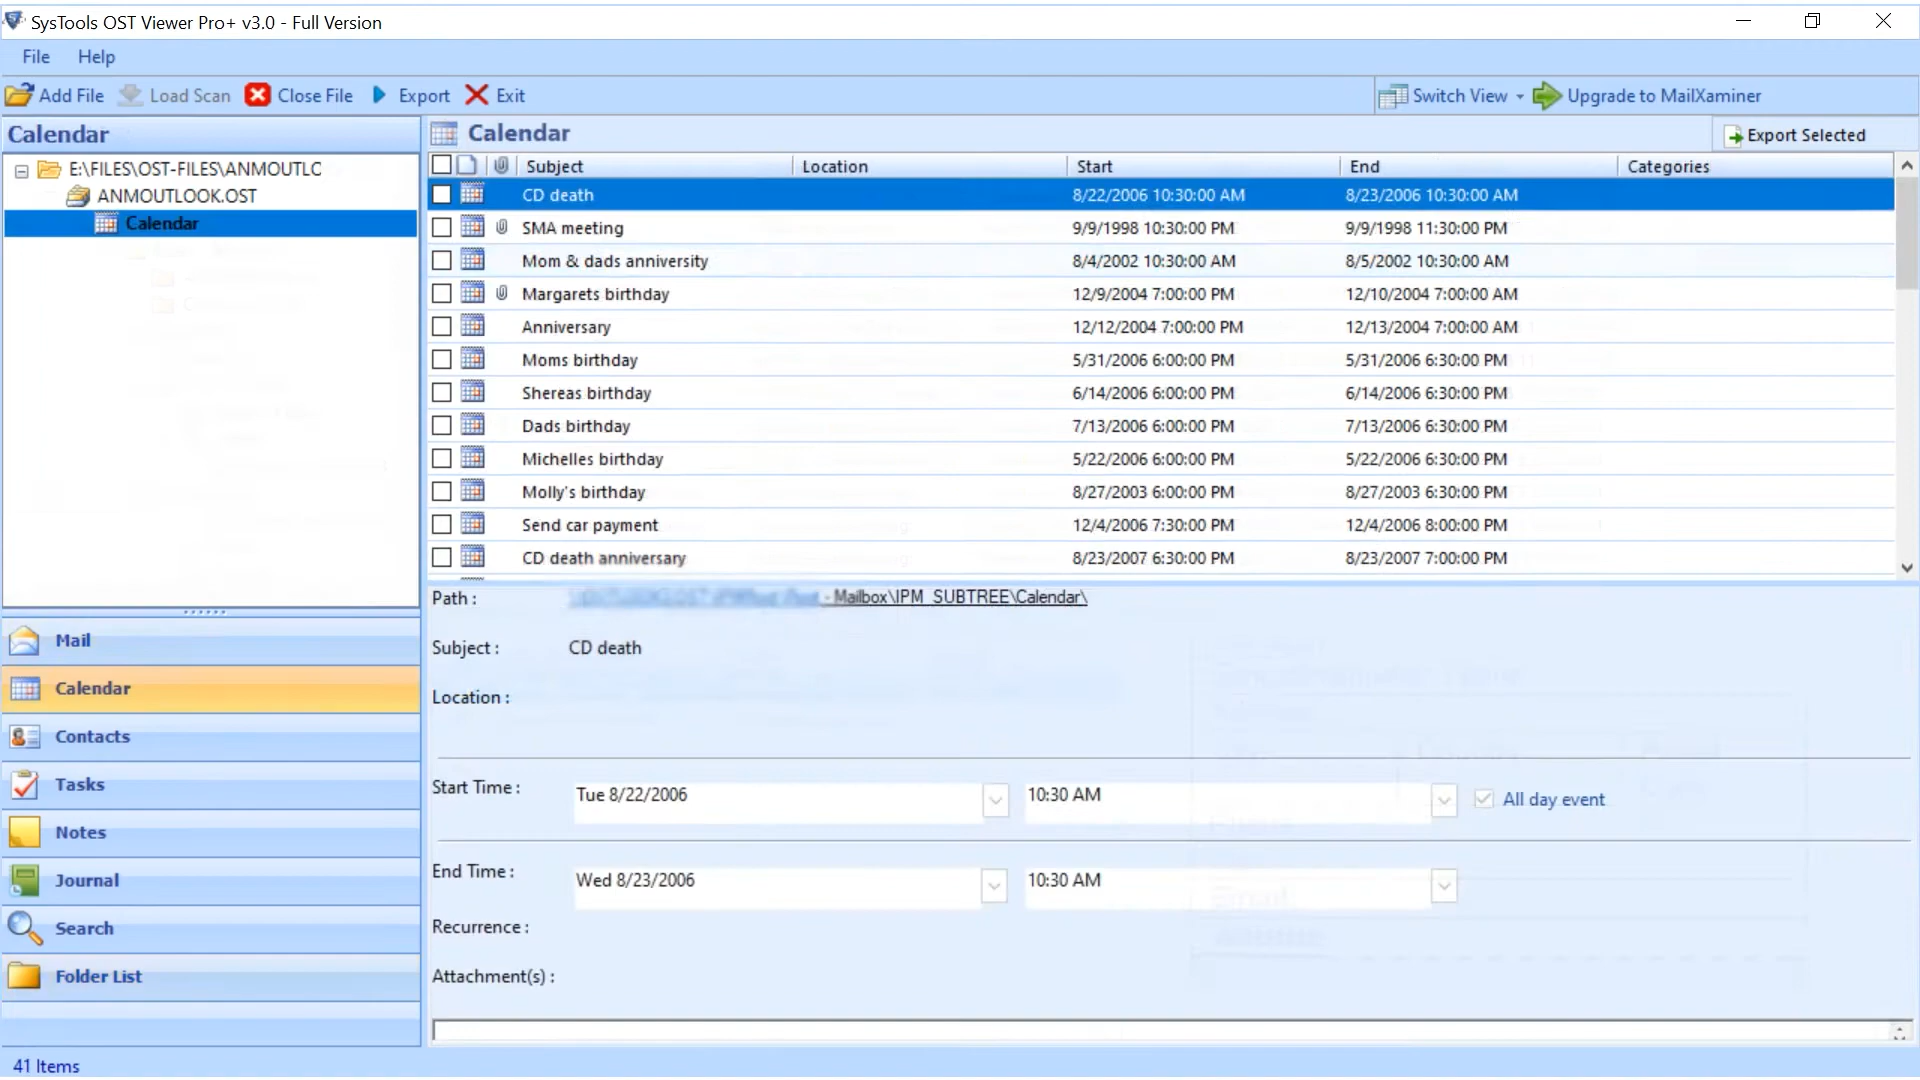 SysTools OST Viewer Pro+ v3.0 - Full Version
File Help
Add File Load Scan Close File Export Exit Switch View Upgrade to MailXaminer
Calendar
E:\FILES\OST-FILES\ANMOUTLC
ANMOUTLOOK.OST
Calendar
Calendar Export Selected
Subject Location Start End Categories
CD death 8/22/2006 10:30:00 AM 8/23/2006 10:30:00 AM
SMA meeting 9/9/1998 10:30:00 PM 9/9/1998 11:30:00 PM
Mom & dads anniversity 8/4/2002 10:30:00 AM 8/5/2002 10:30:00 AM
Margarets birthday 12/9/2004 7:00:00 PM 12/10/2004 7:00:00 AM
Anniversary 12/12/2004 7:00:00 PM 12/13/2004 7:00:00 AM
Moms birthday 5/31/2006 6:00:00 PM 5/31/2006 6:30:00 PM
Shereas birthday 6/14/2006 6:00:00 PM 6/14/2006 6:30:00 PM
Dads birthday 7/13/2006 6:00:00 PM 7/13/2006 6:30:00 PM
Michelles birthday 5/22/2006 6:00:00 PM 5/22/2006 6:30:00 PM
Molly's birthday 8/27/2003 6:00:00 PM 8/27/2003 6:30:00 PM
Send car payment 12/4/2006 7:30:00 PM 12/4/2006 8:00:00 PM
CD death anniversary 8/23/2007 6:30:00 PM 8/23/2007 7:00:00 PM
Path : - Mailbox\IPM_SUBTREE\Calendar\
Subject : CD death
Location :
Start Time : Tue 8/22/2006 10:30 AM All day event
End Time : Wed 8/23/2006 10:30 AM
Recurrence :
Attachment(s) :
Mail
Calendar
Contacts
Tasks
Notes
Journal
Search
Folder List
41 Items